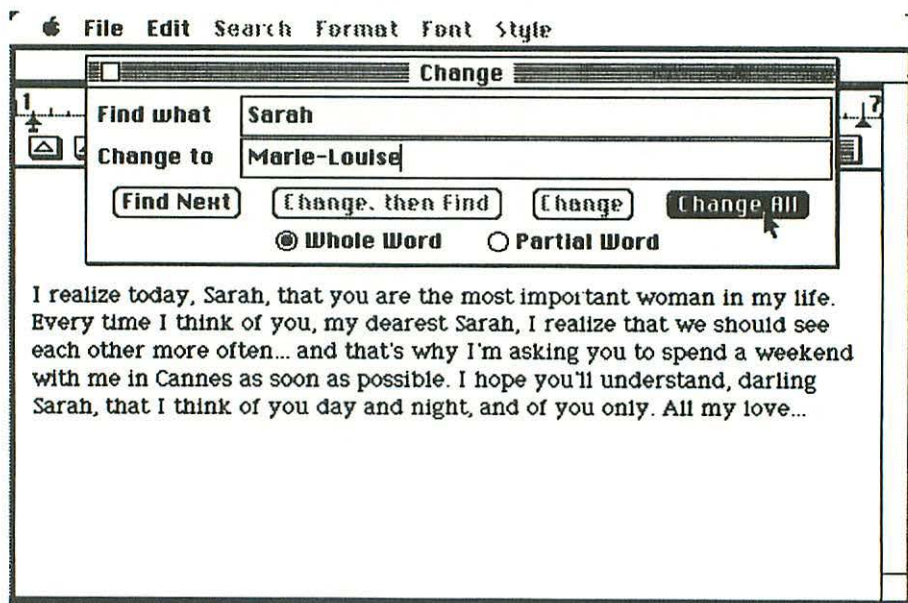 File Edit Search Format Font Style
Change
Find what Sarah
Change to Marie-Louise
Find Next Change, then Find Change Change All
Whole Word Partial Word
1 7
I realize today, Sarah, that you are the most important woman in my life.
Every time I think of you, my dearest Sarah, I realize that we should see
each other more often... and that's why I'm asking you to spend a weekend
with me in Cannes as soon as possible. I hope you'll understand, darling
Sarah, that I think of you day and night, and of you only. All my love...